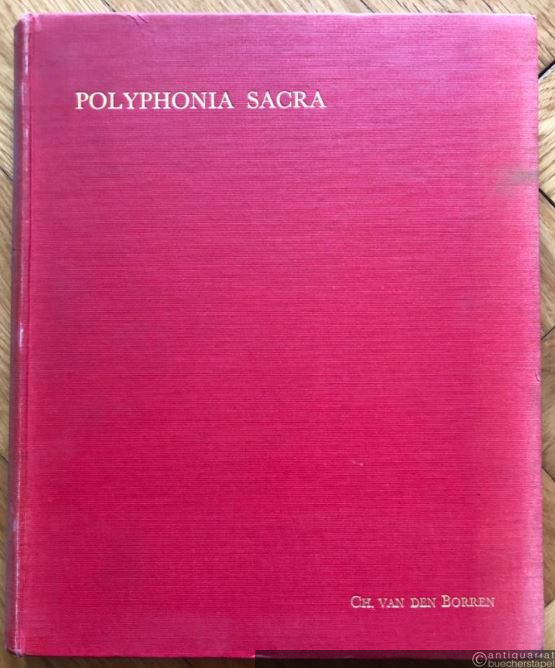 POLYPHONIA SACRA
CH. VAN DEN BORREN
©antiquariat
buecherstapel